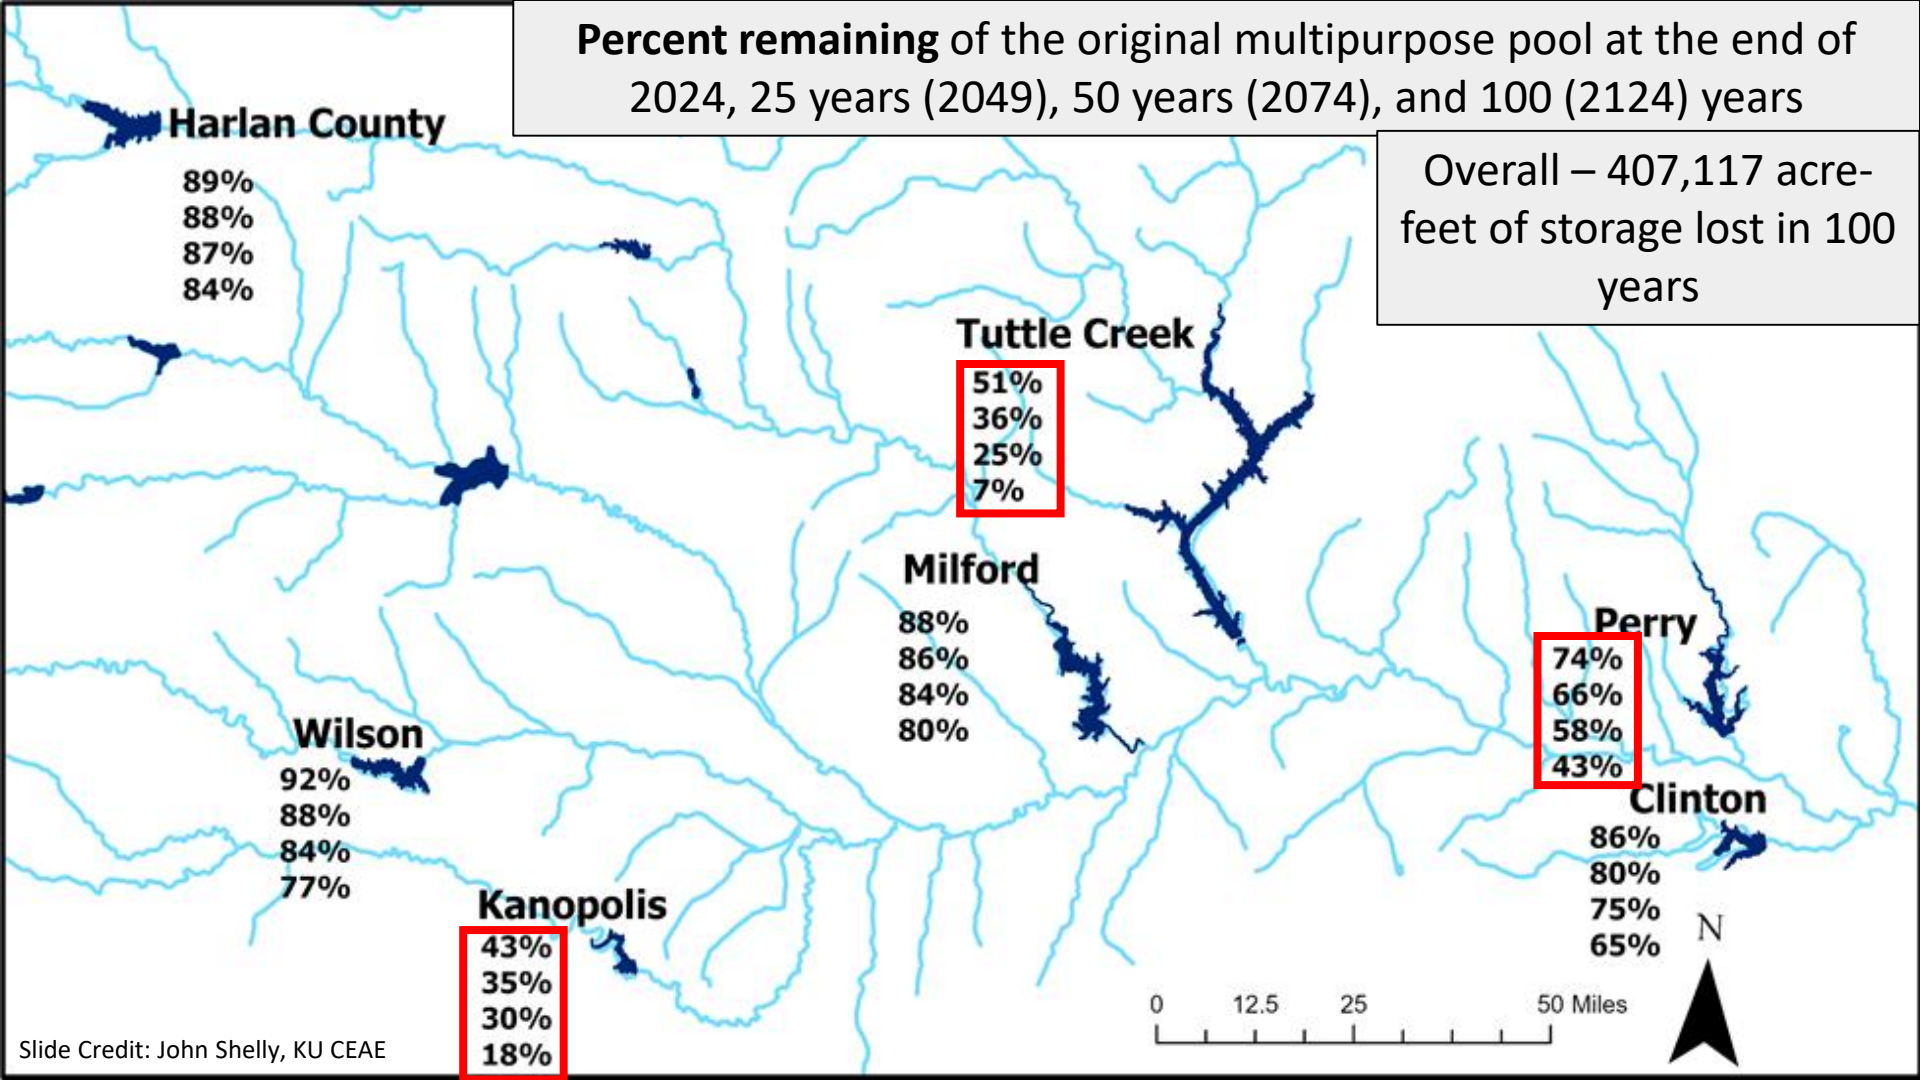 Percent remaining of the original multipurpose pool at the end of
2024, 25 years (2049), 50 years (2074), and 100 (2124) years
Overall – 407,117 acre-
feet of storage lost in 100
years
Harlan County
89%
88%
87%
84%
Tuttle Creek
51%
36%
25%
7%
Milford
88%
86%
84%
80%
Perry
74%
66%
58%
43%
Wilson
92%
88%
84%
77%
Clinton
86%
80%
75%
65%
Kanopolis
43%
35%
30%
18%
N
0 12.5 25 50 Miles
Slide Credit: John Shelly, KU CEAE